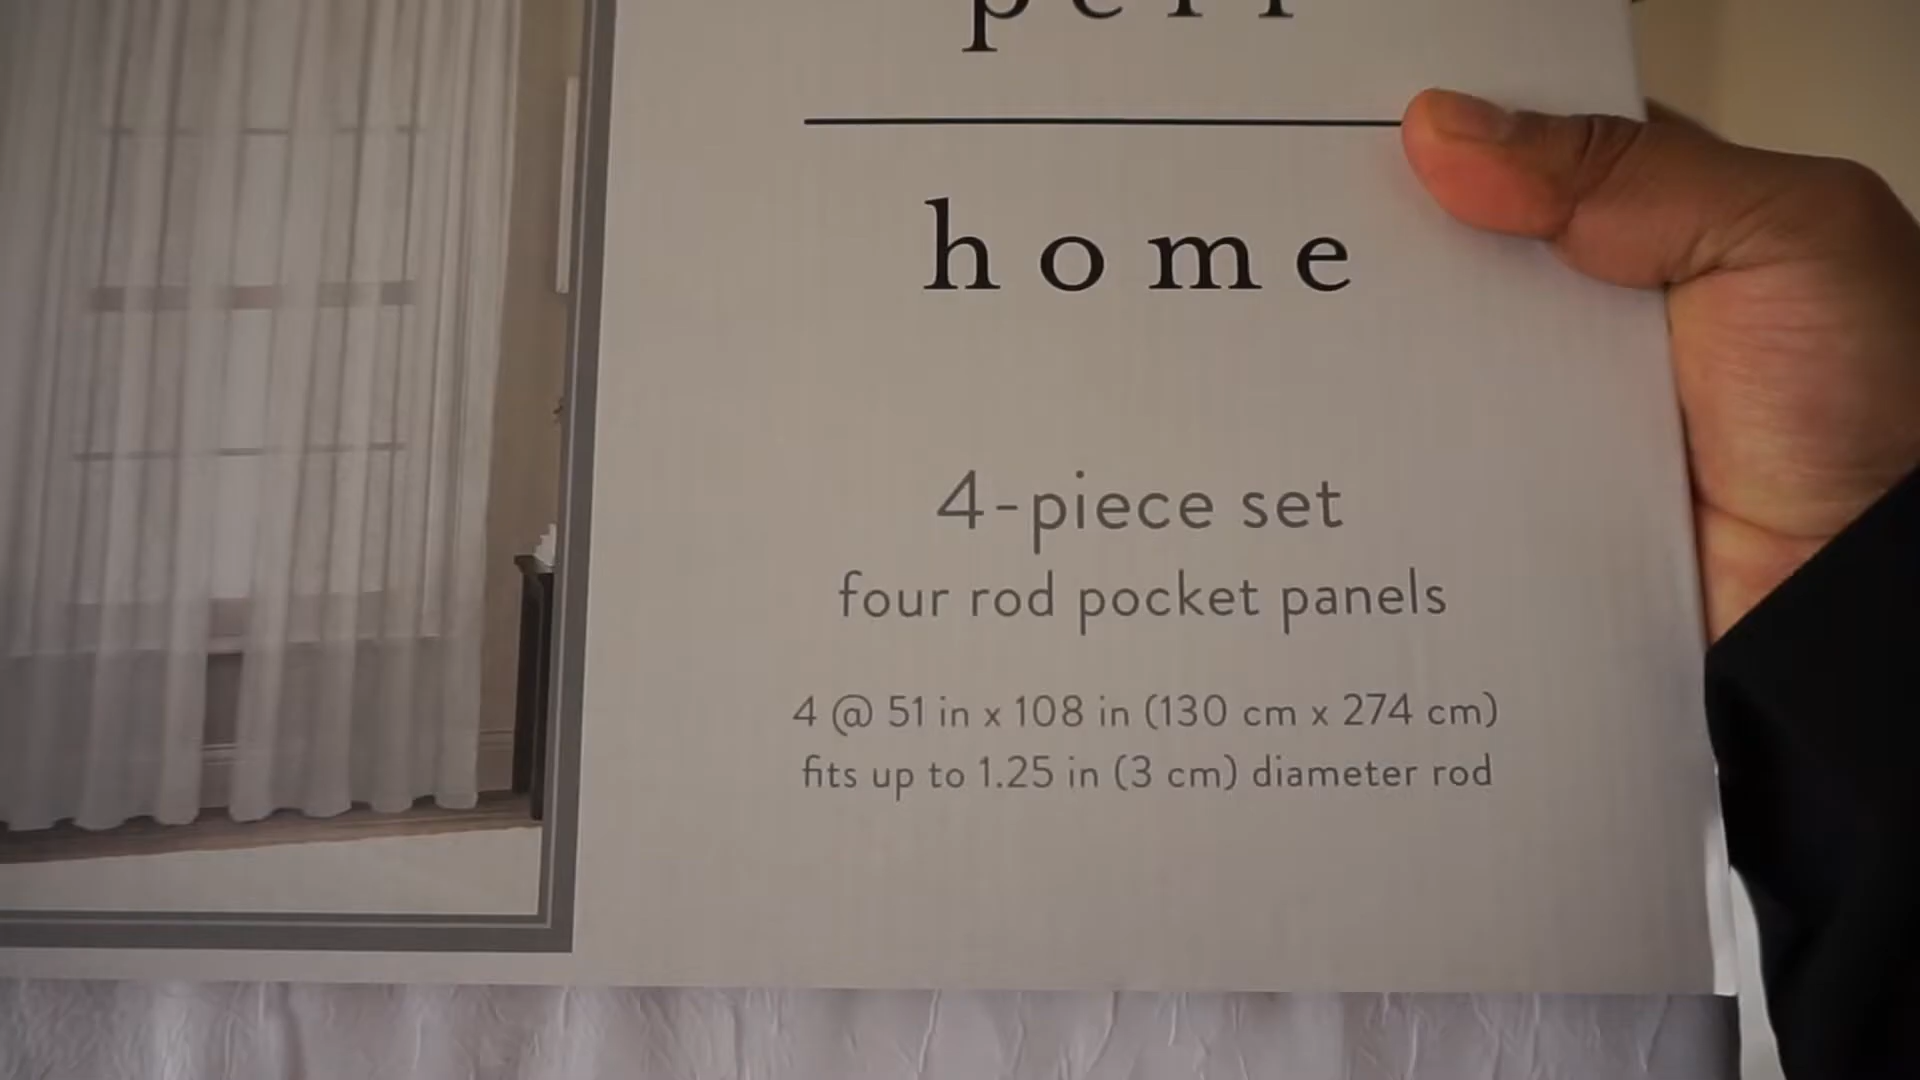 peri
home
4-piece set
four rod pocket panels
4 @ 51 in x 108 in (130 cm x 274 cm)
fits up to 1.25 in (3 cm) diameter rod